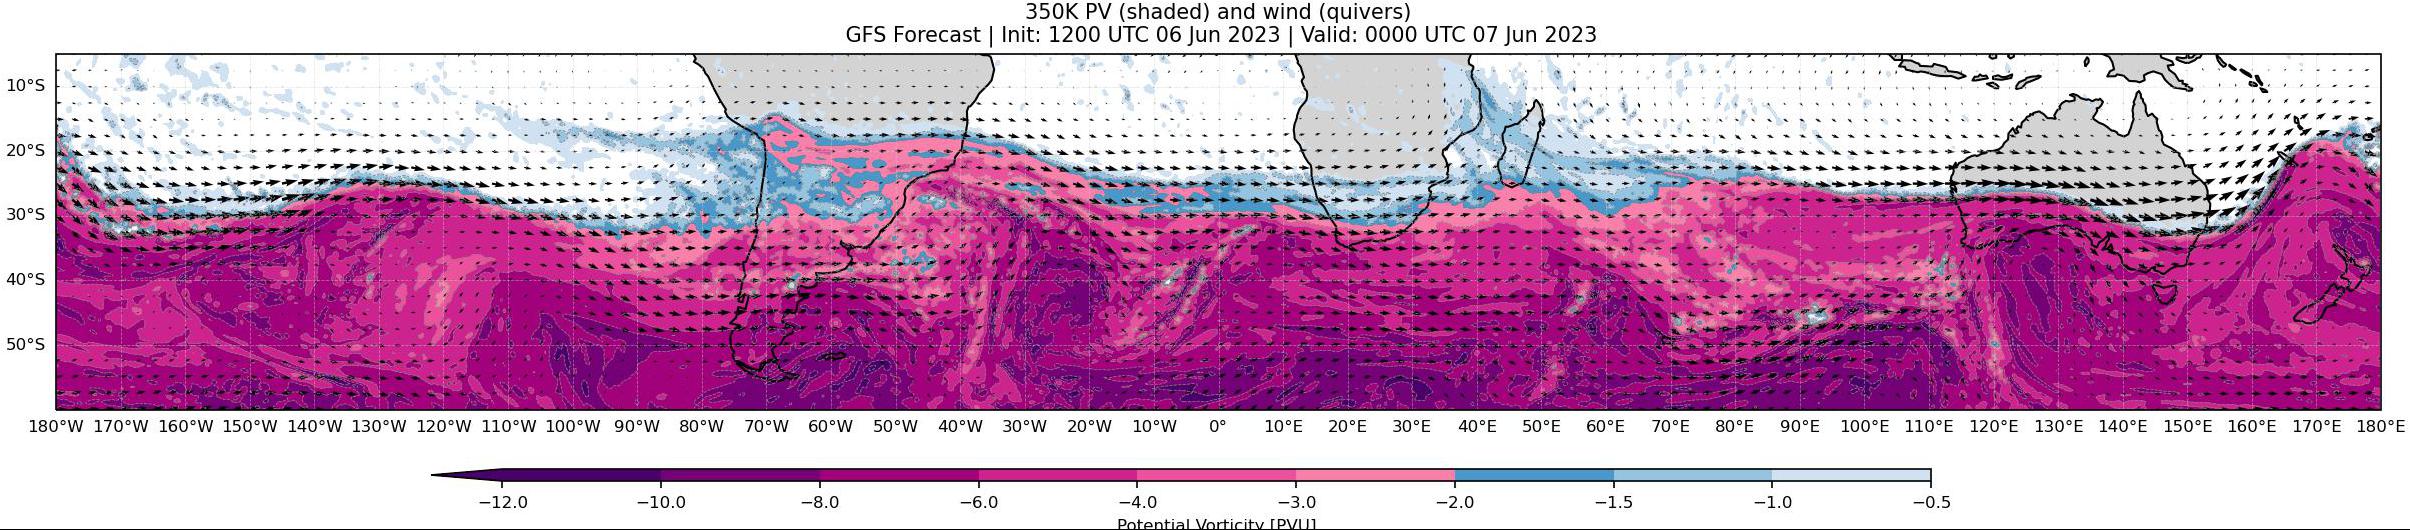 350K PV (shaded) and wind (quivers)
GFS Forecast | Init: 1200 UTC 06 Jun 2023 | Valid: 0000 UTC 07 Jun 2023
10°S
20°S
30°S
40°S
50°S
180°W 170°W 160°W 150°W 140°W 130°W 120°W 110°W 100°W 90°W 80°W 70°W 60°W 50°W 40°W 30°W 20°W 10°W 0° 10°E 20°E 30°E 40°E 50°E 60°E 70°E 80°E 90°E 100°E 110°E 120°E 130°E 140°E 150°E 160°E 170°E 180°E
−12.0 −10.0 −8.0 −6.0 −4.0 −3.0 −2.0 −1.5 −1.0 −0.5
Potential Vorticity [PVU]